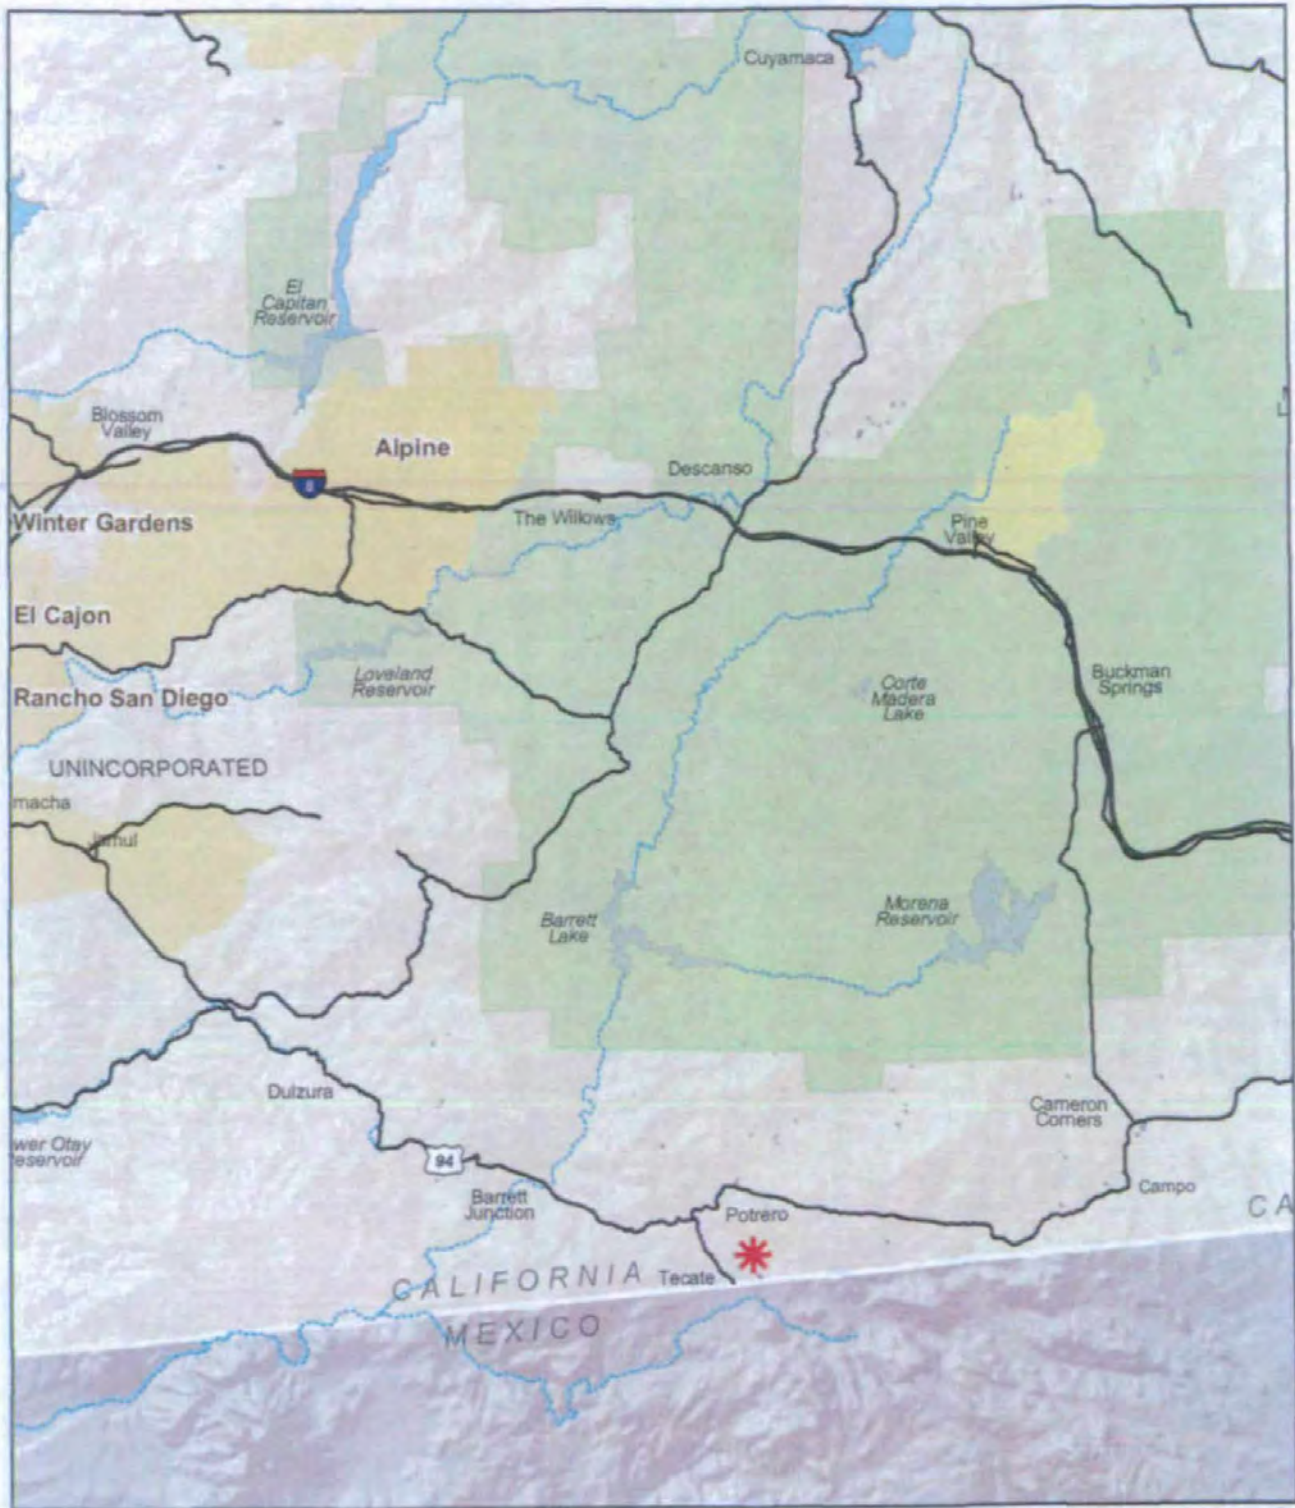 Cuyamaca
El
Capitan
Reservoir
Blossom
Valley
Alpine
8
Descanso
Winter Gardens
The Willows
Pine
Valley
El Cajon
Loveland
Reservoir
Rancho San Diego
Corte
Madera
Lake
Buckman
Springs
UNINCORPORATED
macha
Jamul
Barrett
Lake
Morena
Reservoir
Dulzura
Cameron
Corners
wer Otay
eservoir
94
Barrett
Junction
Potrero
Campo
CA
CALIFORNIA
Tecate
MEXICO